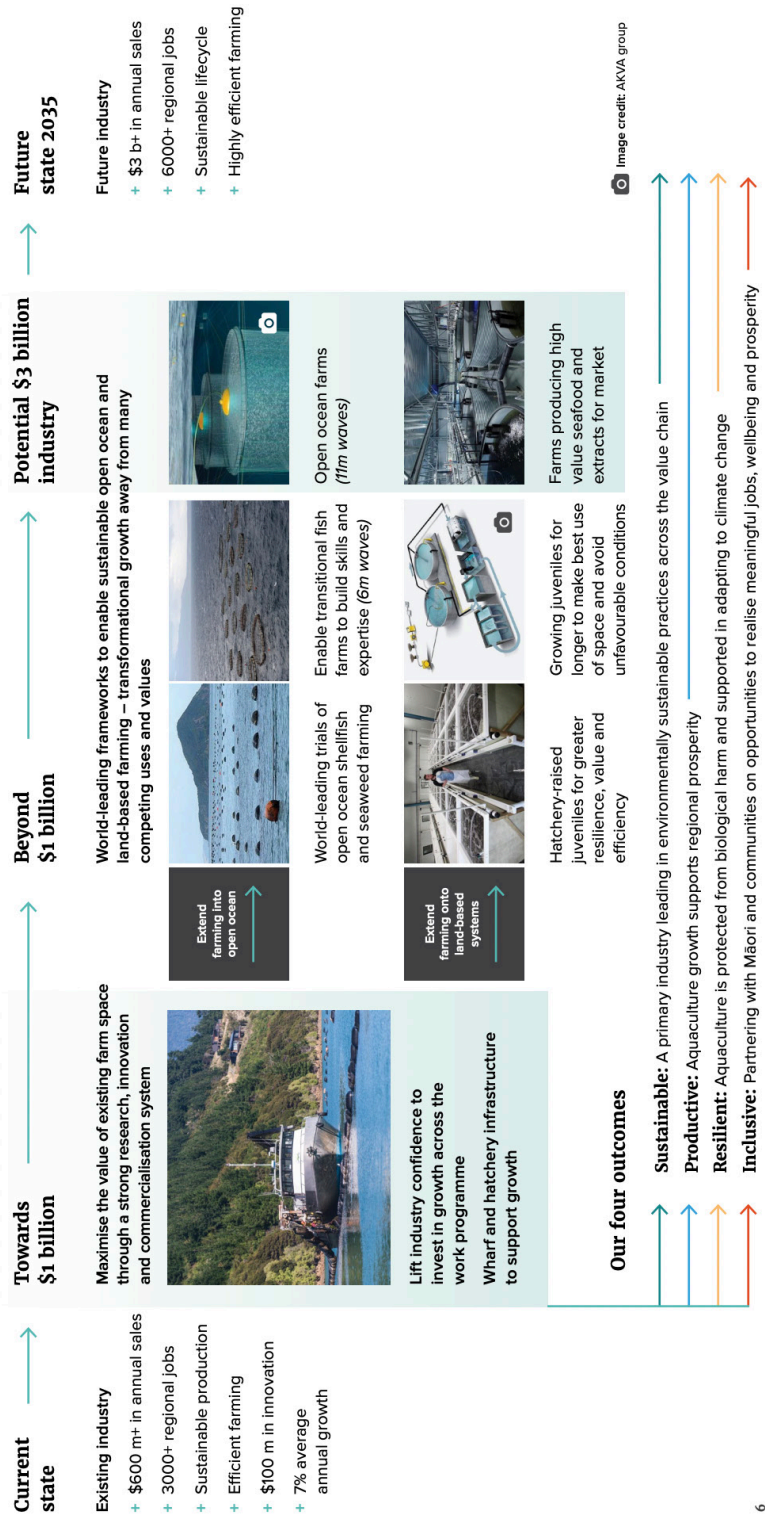 Current
state
Existing industry
+ $600 m+ in annual sales
+ 3000+ regional jobs
+ Sustainable production
+ Efficient farming
+ $100 m in innovation
+ 7% average
annual growth
Towards
$1 billion
Maximise the value of existing farm space
through a strong research, innovation
and commercialisation system
Lift industry confidence to
invest in growth across the
work programme
Wharf and hatchery infrastructure
to support growth
Beyond
$1 billion
Potential $3 billion
industry
World-leading frameworks to enable sustainable open ocean and
land-based farming – transformational growth away from many
competing uses and values
Extend
farming into
open ocean
World-leading trials of
open ocean shellfish
and seaweed farming
Enable transitional fish
farms to build skills and
expertise (6m waves)
Open ocean farms
(11m waves)
Extend
farming onto
land-based
systems
Hatchery-raised
juveniles for greater
resilience, value and
efficiency
Growing juveniles for
longer to make best use
of space and avoid
unfavourable conditions
Farms producing high
value seafood and
extracts for market
Future
state 2035
Future industry
+ $3 b+ in annual sales
+ 6000+ regional jobs
+ Sustainable lifecycle
+ Highly efficient farming
Image credit: AKVA group
Our four outcomes
Sustainable: A primary industry leading in environmentally sustainable practices across the value chain
Productive: Aquaculture growth supports regional prosperity
Resilient: Aquaculture is protected from biological harm and supported in adapting to climate change
Inclusive: Partnering with Māori and communities on opportunities to realise meaningful jobs, wellbeing and prosperity
6